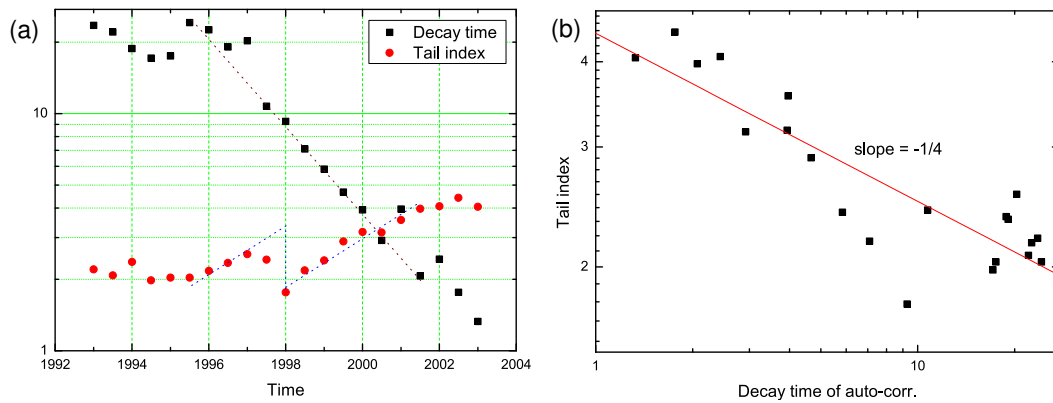 (a)
Decay time
Tail index
10
1
1992 1994 1996 1998 2000 2002 2004
Time
(b)
4
3
2
slope = -1/4
Tail index
1 10
Decay time of auto-corr.